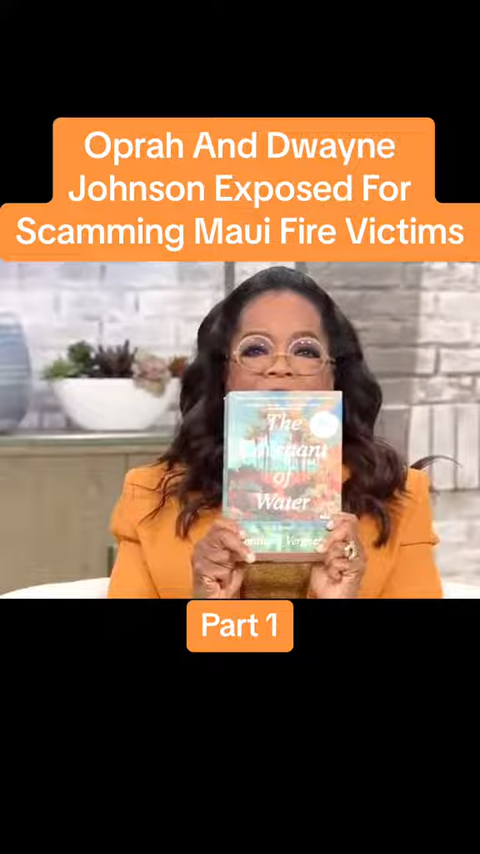 Oprah And Dwayne
Johnson Exposed For
Scamming Maui Fire Victims
The
of
Water
Part 1